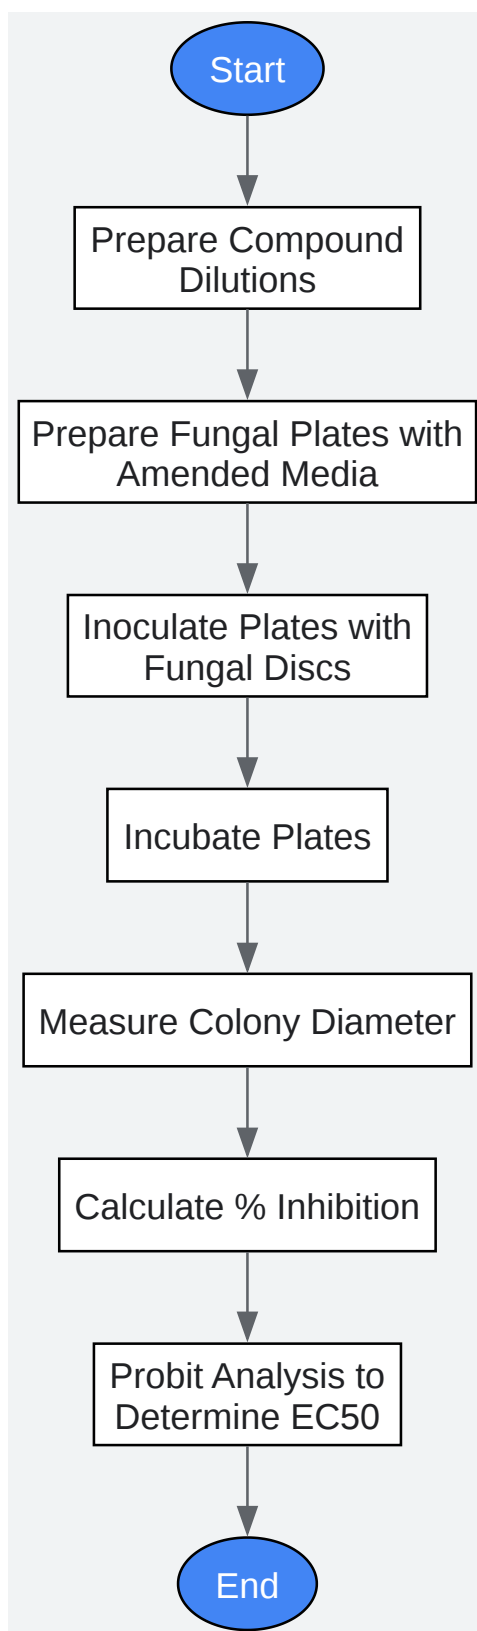 Start
Prepare Compound
Dilutions
Prepare Fungal Plates with
Amended Media
Inoculate Plates with
Fungal Discs
Incubate Plates
Measure Colony Diameter
Calculate % Inhibition
Probit Analysis to
Determine EC50
End